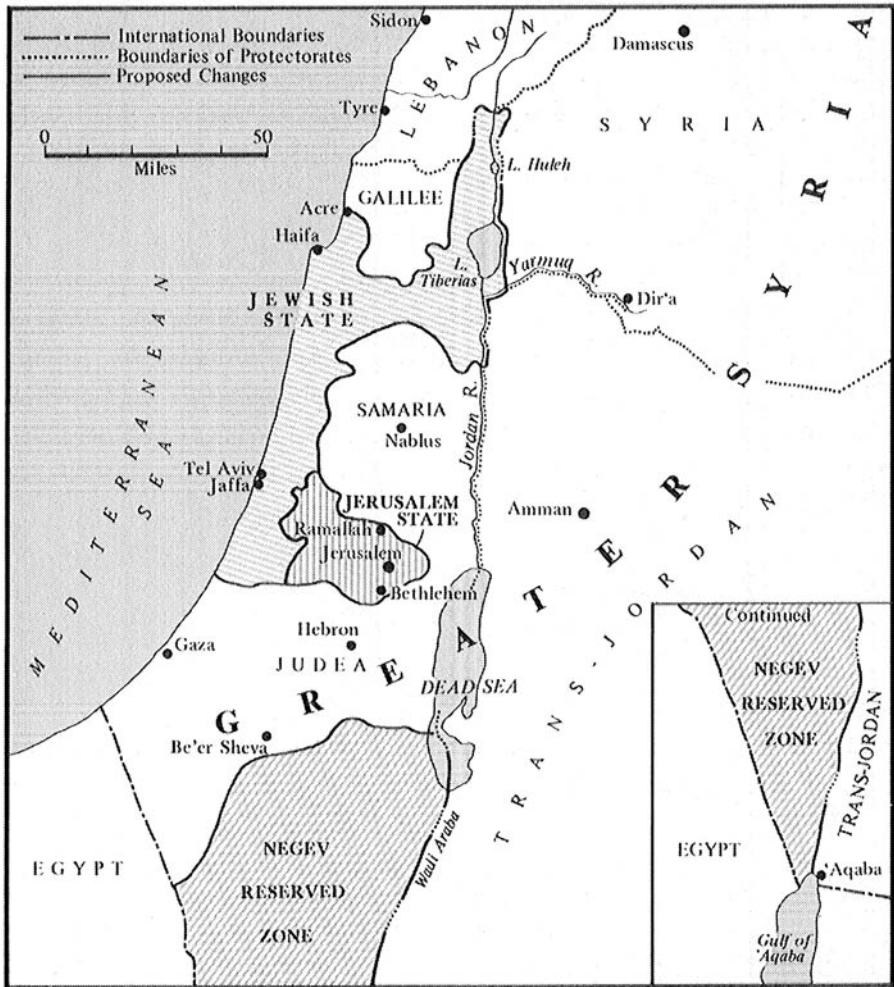 International Boundaries
Boundaries of Protectorates
Proposed Changes
0
50
Miles
Sidon
LEBANON
Damascus
Tyre
SYRIA
L. Huleh
GALILEE
Acre
Haifa
L.
Tiberias
Yarmuq R.
Dir'a
JEWISH
STATE
MEDITERRANEAN
SEA
SAMARIA
Nablus
Jordan R.
Tel Aviv
Jaffa
JERUSALEM
STATE
Ramallah
Jerusalem
Amman
Bethlehem
GREATER SYRIA
TRANS-JORDAN
Gaza
Hebron
JUDEA
DEAD SEA
Be'er Sheva
Wadi Araba
EGYPT
NEGEV
RESERVED
ZONE
Continued
NEGEV
RESERVED
ZONE
TRANS-JORDAN
EGYPT
'Aqaba
Gulf of
'Aqaba